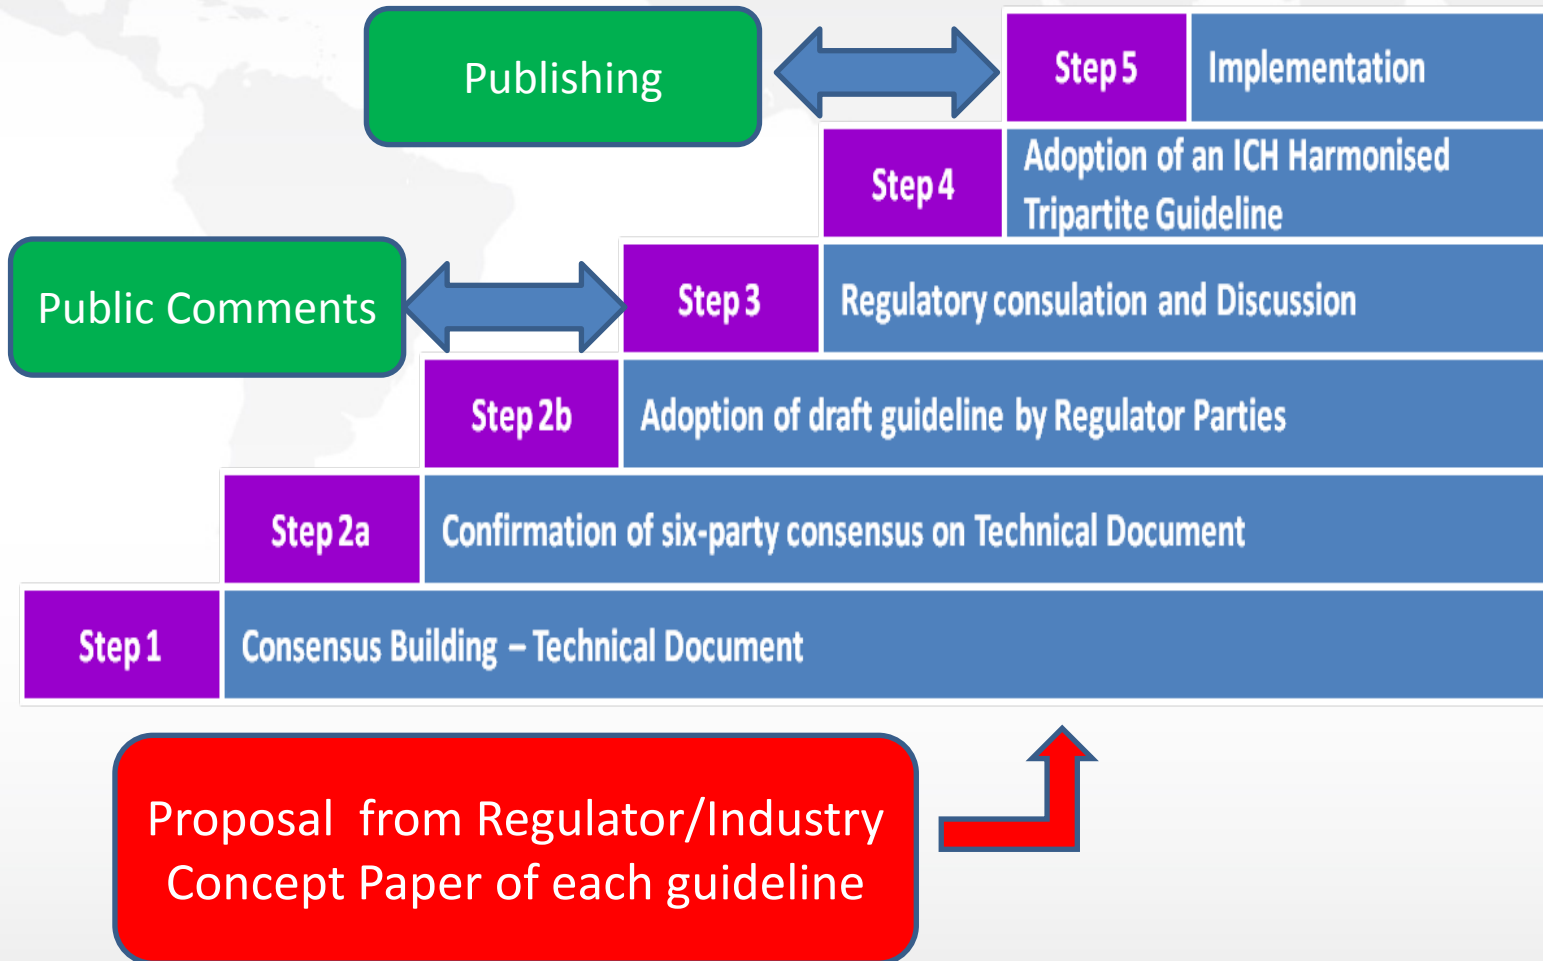 Publishing
Step 5
Implementation
Step 4
Adoption of an ICH Harmonised
Tripartite Guideline
Public Comments
Step 3
Regulatory consulation and Discussion
Step 2b
Adoption of draft guideline by Regulator Parties
Step 2a
Confirmation of six-party consensus on Technical Document
Step 1
Consensus Building – Technical Document
Proposal from Regulator/Industry
Concept Paper of each guideline